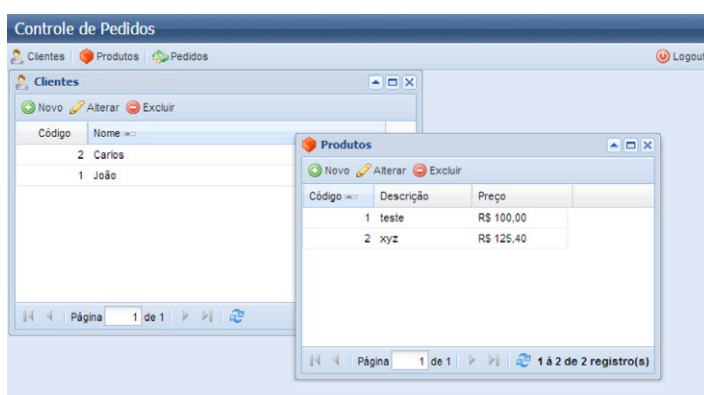 Controle de Pedidos
Clientes Produtos Pedidos Logout
Clientes
Novo Alterar Excluir
Código Nome
2 Carlos
1 João
Página 1 de 1
Produtos
Novo Alterar Excluir
Código Descrição Preço
1 teste R$ 100,00
2 xyz R$ 125,40
Página 1 de 1 1 à 2 de 2 registro(s)